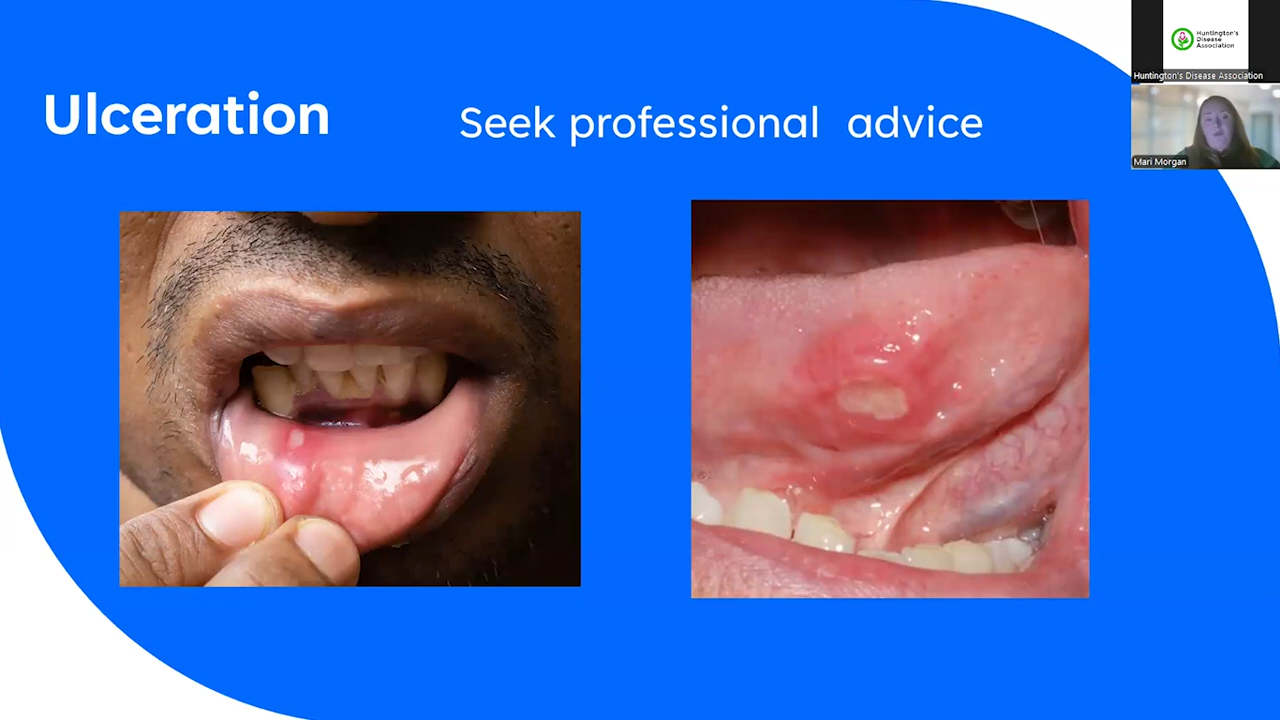 Ulceration
Seek professional advice
Huntington's
Disease
Association
Huntington's Disease Association
Mari Morgan